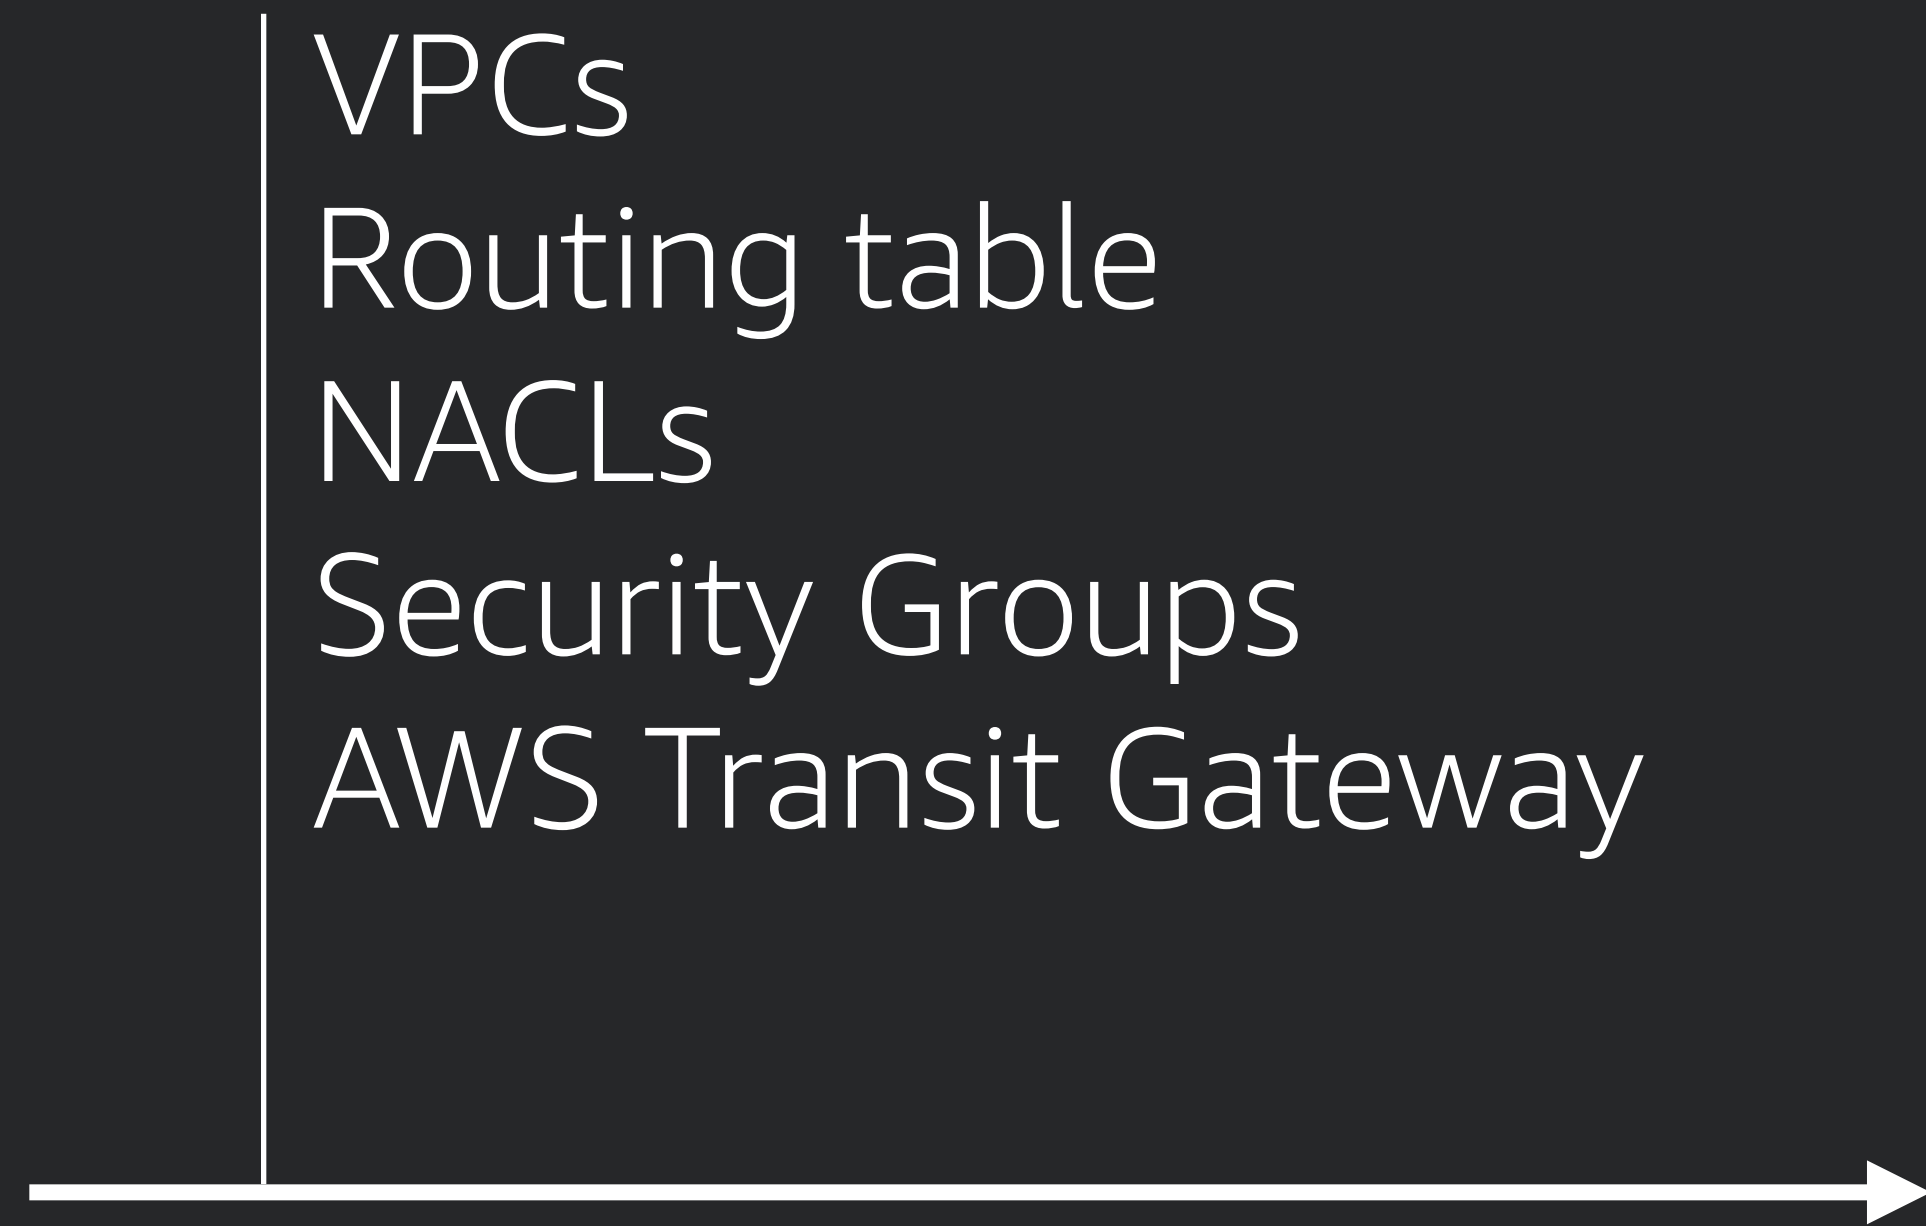 VPCs
Routing table
NACLs
Security Groups
AWS Transit Gateway